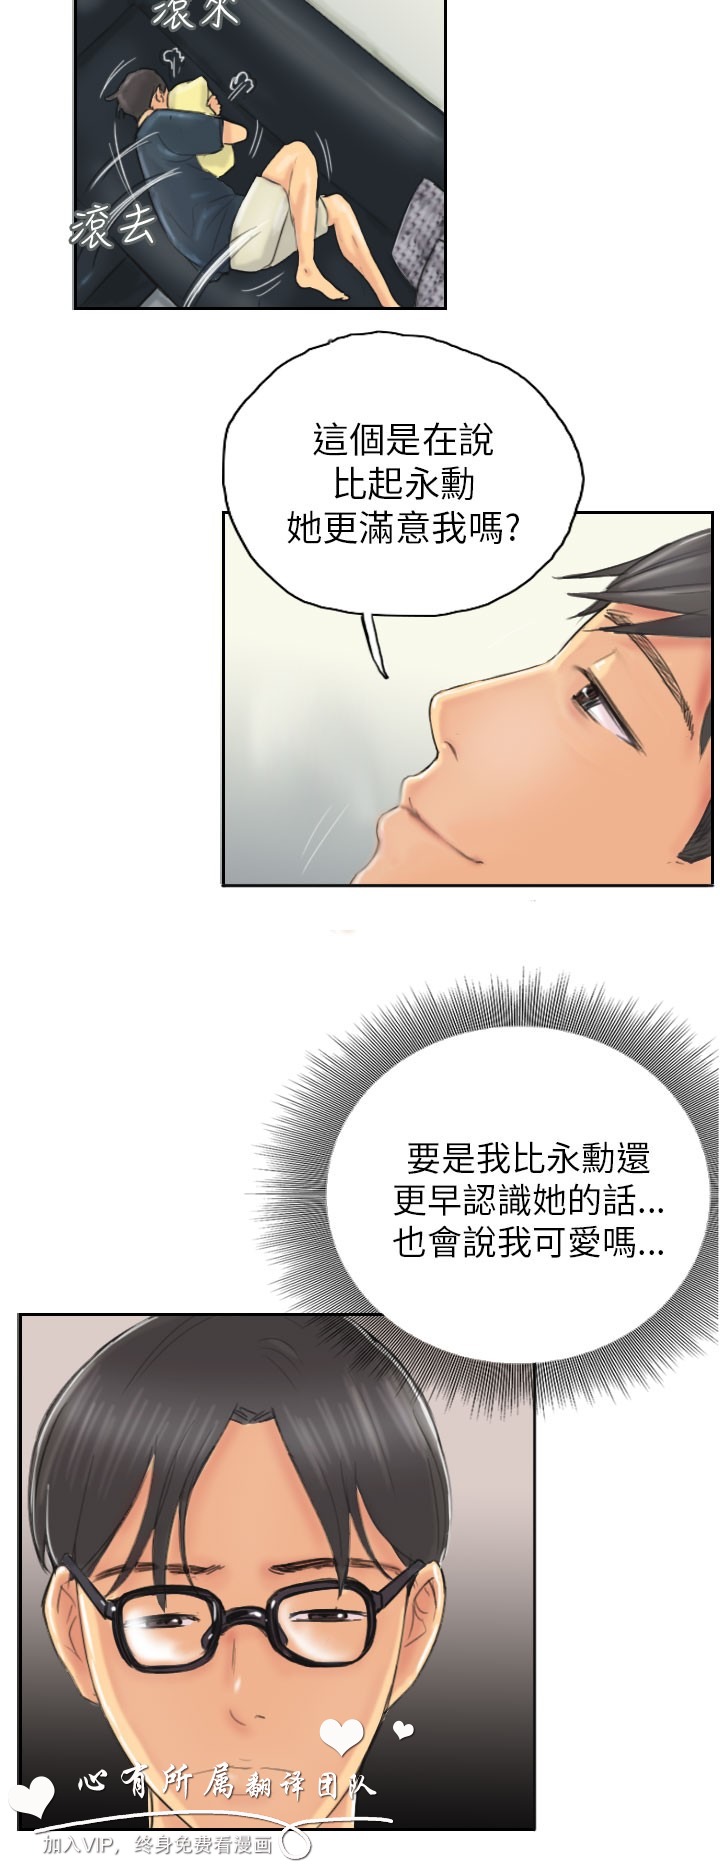 滾來
滾去
這個是在說
比起永勳
她更滿意我嗎?
要是我比永勳還
更早認識她的話...
也會說我可愛嗎...
心有所属翻译团队
加入VIP，终身免费看漫画